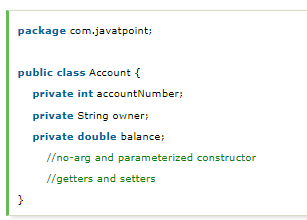 package com.javatpoint;
public class Account {
private int accountNumber;
private String owner;
private double balance;
//no-arg and parameterized constructor
//getters and setters
}